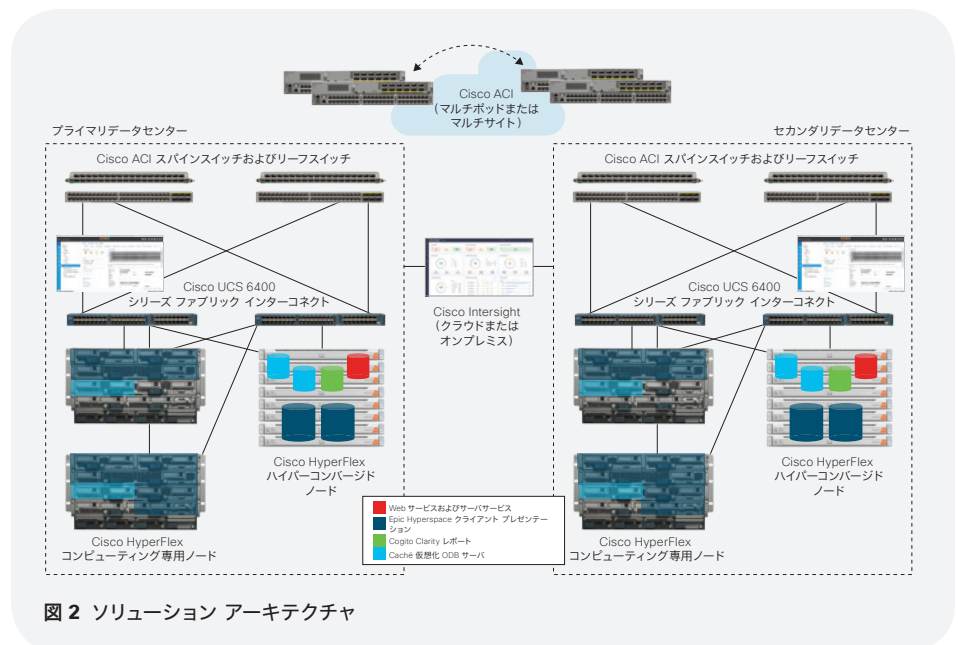 Cisco ACI
（マルチポッドまたは
マルチサイト）
プライマリデータセンター
セカンダリデータセンター
Cisco ACI スパインスイッチおよびリーフスイッチ
Cisco ACI スパインスイッチおよびリーフスイッチ
Cisco UCS 6400
シリーズ ファブリック インターコネクト
Cisco Intersight
（クラウドまたは
オンプレミス）
Cisco UCS 6400
シリーズ ファブリック インターコネクト
Cisco HyperFlex
ハイパーコンバージド
ノード
Cisco HyperFlex
ハイパーコンバージド
ノード
Web サービスおよびサーバサービス
Epic Hyperspace クライアント プレゼンテー
ション
Cogito Clarity レポート
Caché 仮想化 ODB サーバ
Cisco HyperFlex
コンピューティング専用ノード
Cisco HyperFlex
コンピューティング専用ノード
図 2 ソリューション アーキテクチャ